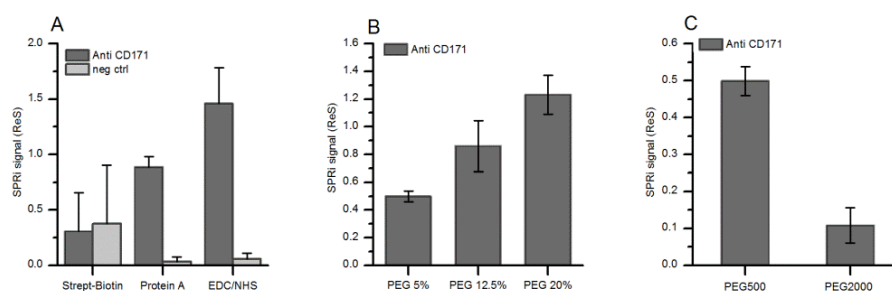 A
Anti CD171
neg ctrl
SPRi signal (ReS)
2.0
1.5
1.0
0.5
0.0
Strept-Biotin Protein A EDC/NHS
B
Anti CD171
SPRi signal (ReS)
1.6
1.4
1.2
1.0
0.8
0.6
0.4
0.2
0.0
PEG 5% PEG 12.5% PEG 20%
C
Anti CD171
SPRi signal (ReS)
0.6
0.5
0.4
0.3
0.2
0.1
0.0
PEG500 PEG2000